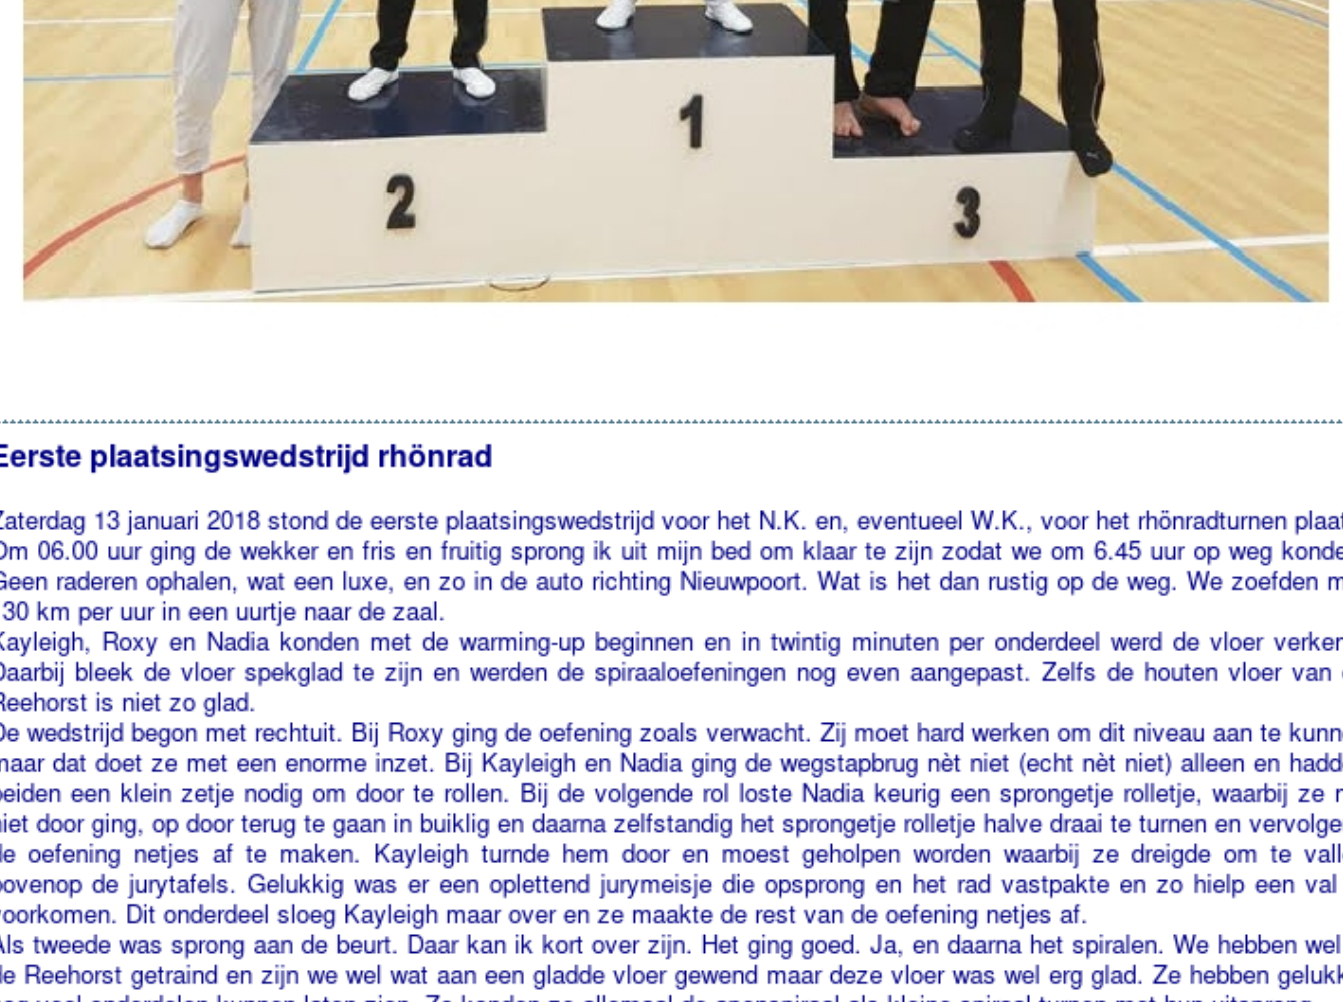 1
2
3
Eerste plaatsingswedstrijd rhönrad
Zaterdag 13 januari 2018 stond de eerste plaatsingswedstrijd voor het N.K. en, eventueel W.K., voor het rhönradturnen plaa
Om 06.00 uur ging de wekker en fris en fruitig sprong ik uit mijn bed om klaar te zijn zodat we om 6.45 uur op weg konde
Geen raderen ophalen, wat een luxe, en zo in de auto richting Nieuwpoort. Wat is het dan rustig op de weg. We zoefden m
30 km per uur in een uurtje naar de zaal.
Kayleigh, Roxy en Nadia konden met de warming-up beginnen en in twintig minuten per onderdeel werd de vloer verken
Daarbij bleek de vloer spekglad te zijn en werden de spiraaloefeningen nog even aangepast. Zelfs de houten vloer van
Reehorst is niet zo glad.
De wedstrijd begon met rechtuit. Bij Roxy ging de oefening zoals verwacht. Zij moet hard werken om dit niveau aan te kunn
maar dat doet ze met een enorme inzet. Bij Kayleigh en Nadia ging de wegstapbrug nèt niet (echt nèt niet) alleen en hadd
beiden een klein zetje nodig om door te rollen. Bij de volgende rol loste Nadia keurig een sprongetje rolletje, waarbij ze
niet door ging, op door terug te gaan in buiklig en daarna zelfstandig het sprongetje rolletje halve draai te turnen en vervolge
de oefening netjes af te maken. Kayleigh turnde hem door en moest geholpen worden waarbij ze dreigde om te vall
bovenop de jurytafels. Gelukkig was er een oplettend jurymeisje die opsprong en het rad vastpakte en zo hielp een val
voorkomen. Dit onderdeel sloeg Kayleigh maar over en ze maakte de rest van de oefening netjes af.
Als tweede was sprong aan de beurt. Daar kan ik kort over zijn. Het ging goed. Ja, en daarna het spiralen. We hebben wel
de Reehorst getraind en zijn we wel wat aan een gladde vloer gewend maar deze vloer was wel erg glad. Ze hebben gelukk